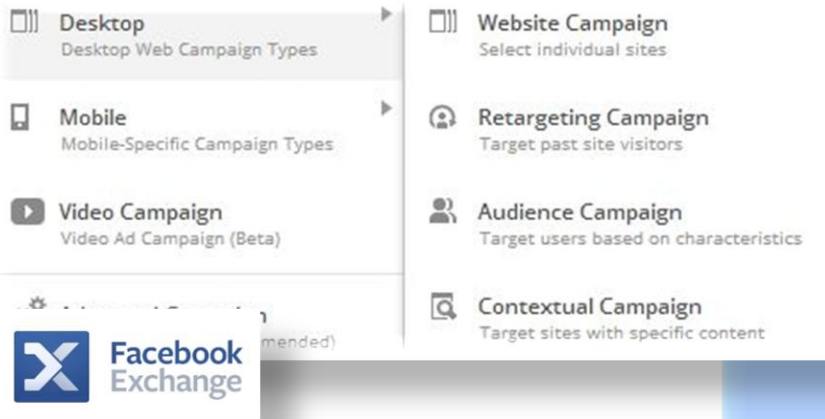 Desktop
Desktop Web Campaign Types
Mobile
Mobile-Specific Campaign Types
Video Campaign
Video Ad Campaign (Beta)
mended)
Website Campaign
Select individual sites
Retargeting Campaign
Target past site visitors
Audience Campaign
Target users based on characteristics
Contextual Campaign
Target sites with specific content
Facebook
Exchange